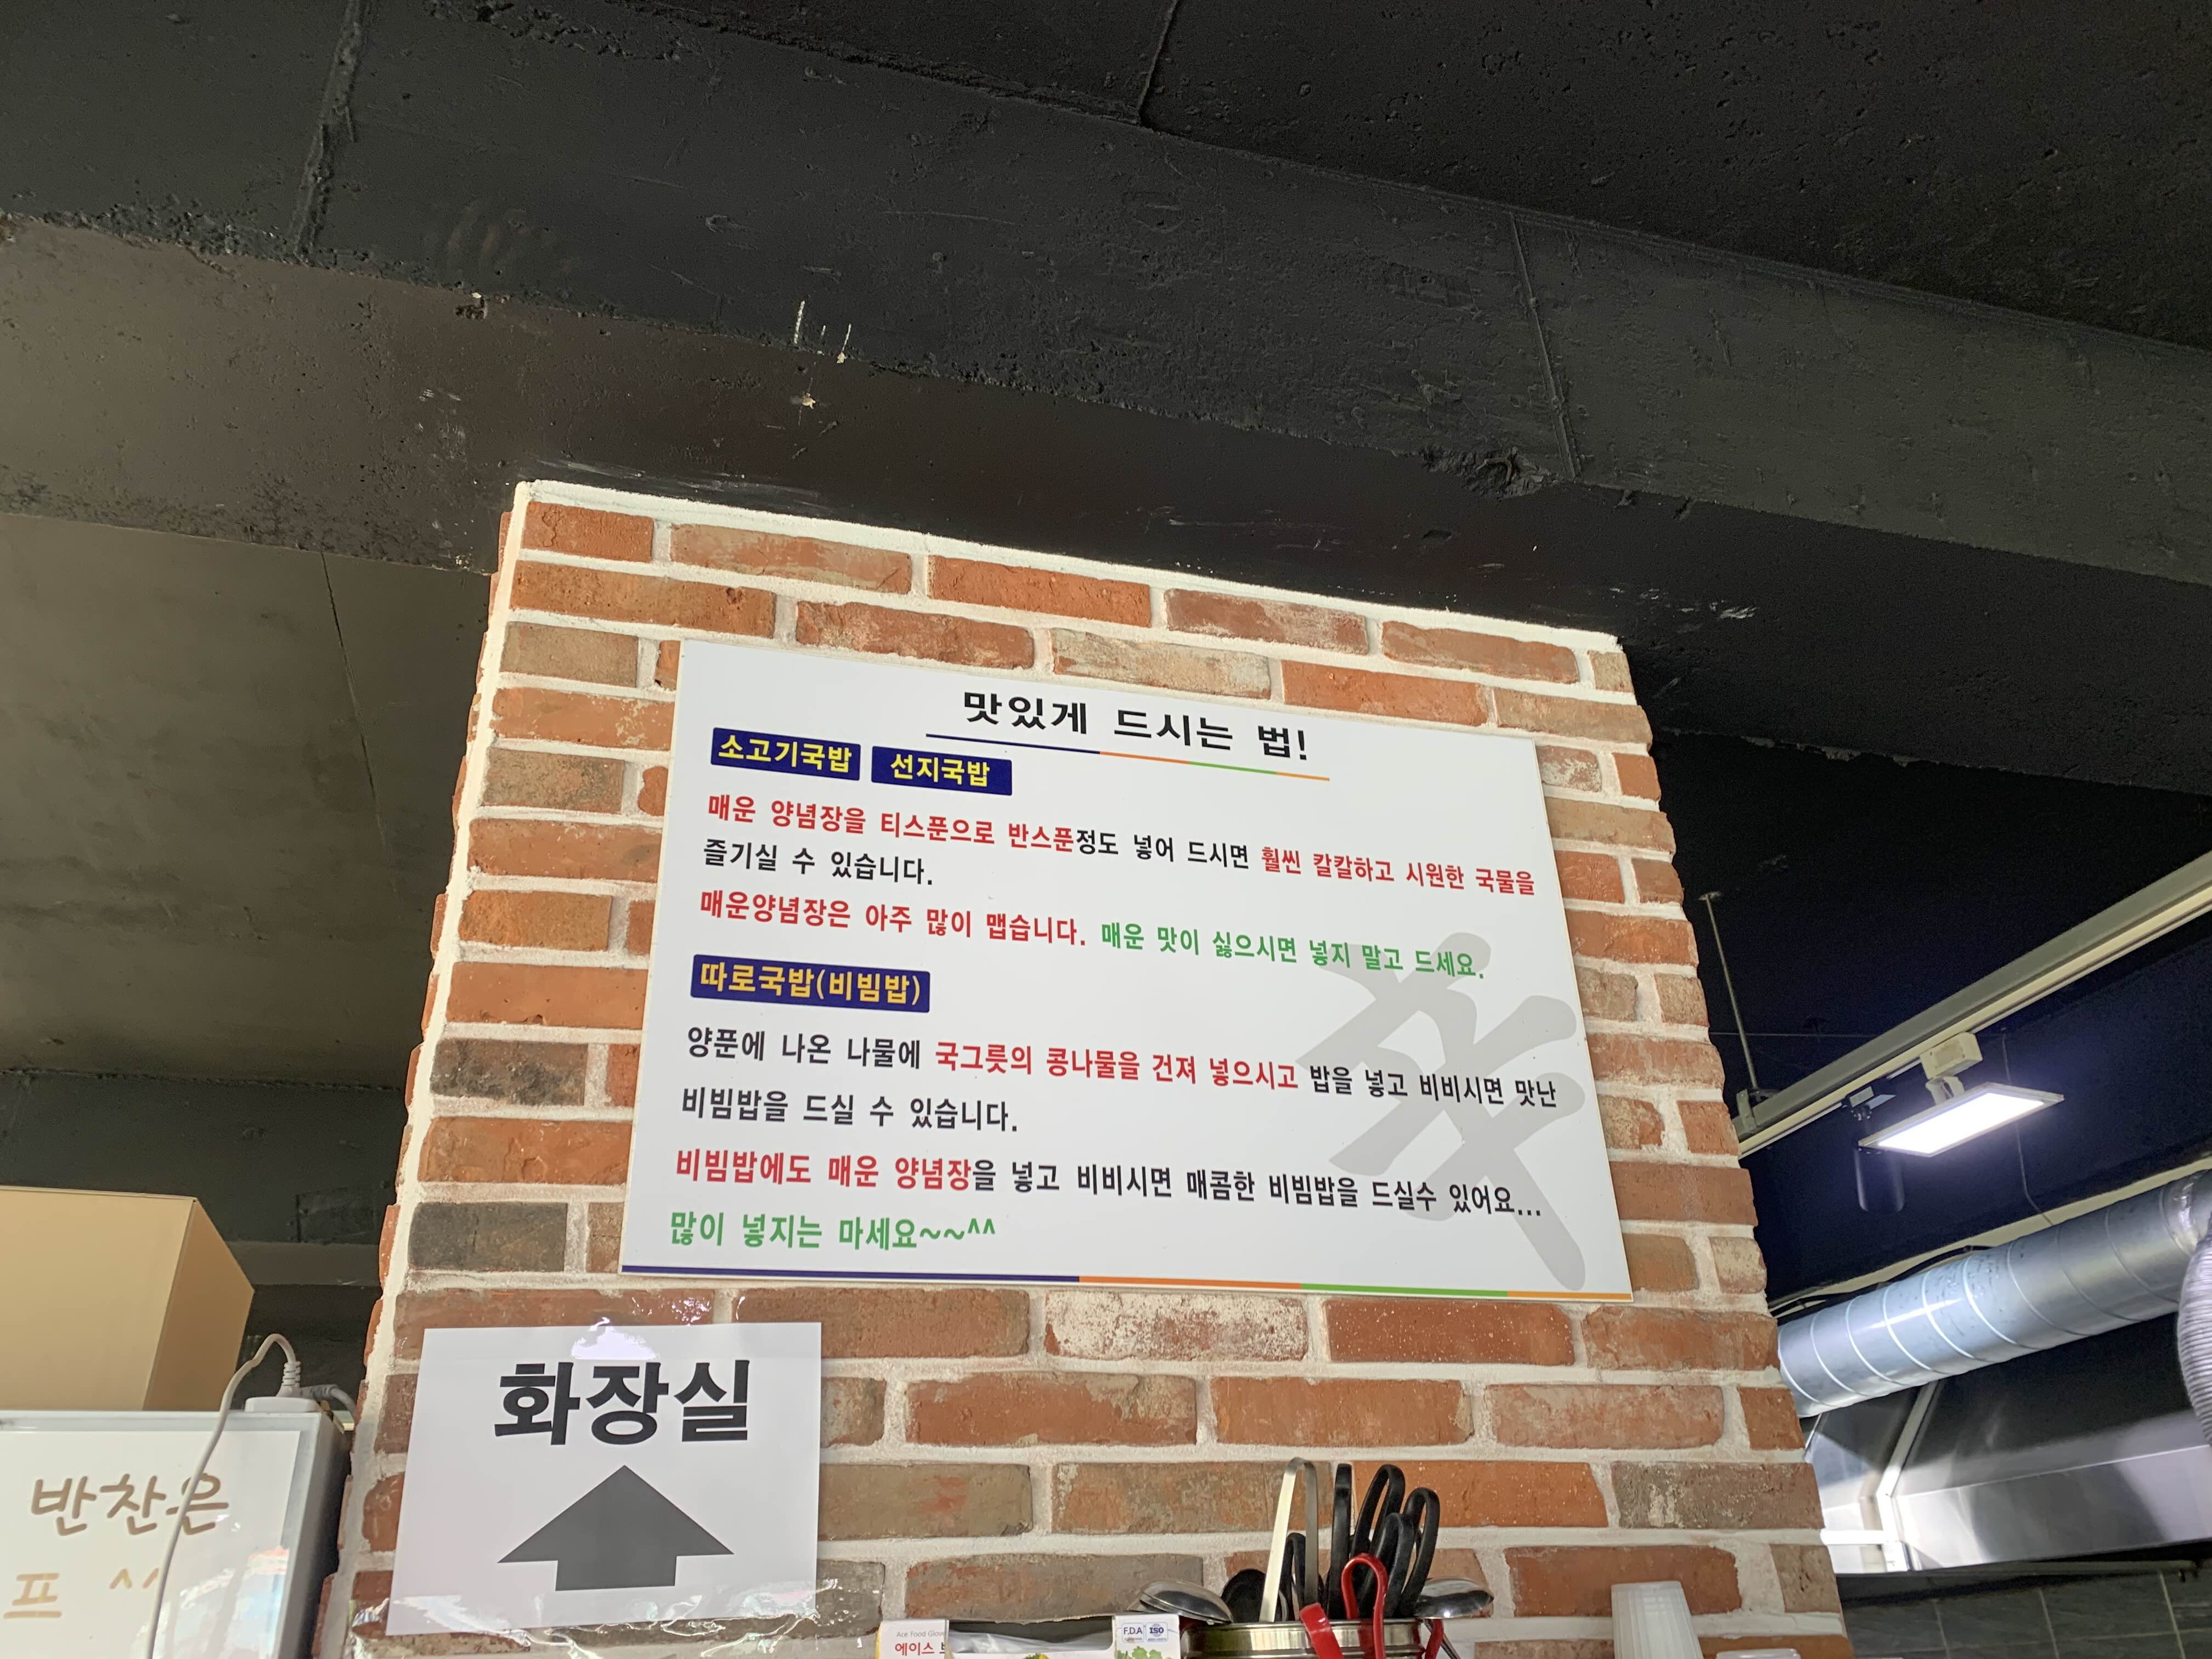 맛있게 드시는 법!
소고기국밥 선지국밥
매운 양념장을 티스푼으로 반스푼정도 넣어 드시면 훨씬 칼칼하고 시원한 국물을
즐기실 수 있습니다.
매운양념장은 아주 많이 맵습니다. 매운 맛이 싫으시면 넣지 말고 드세요.
따로국밥(비빔밥)
양푼에 나온 나물에 국그릇의 콩나물을 건져 넣으시고 밥을 넣고 비비시면 맛난
비빔밥을 드실 수 있습니다.
비빔밥에도 매운 양념장을 넣고 비비시면 매콤한 비빔밥을 드실수 있어요...
많이 넣지는 마세요~~^^
辛
화장실
반찬은
프 ^^
Ace Food Glove
에이스
F.D.A ISO